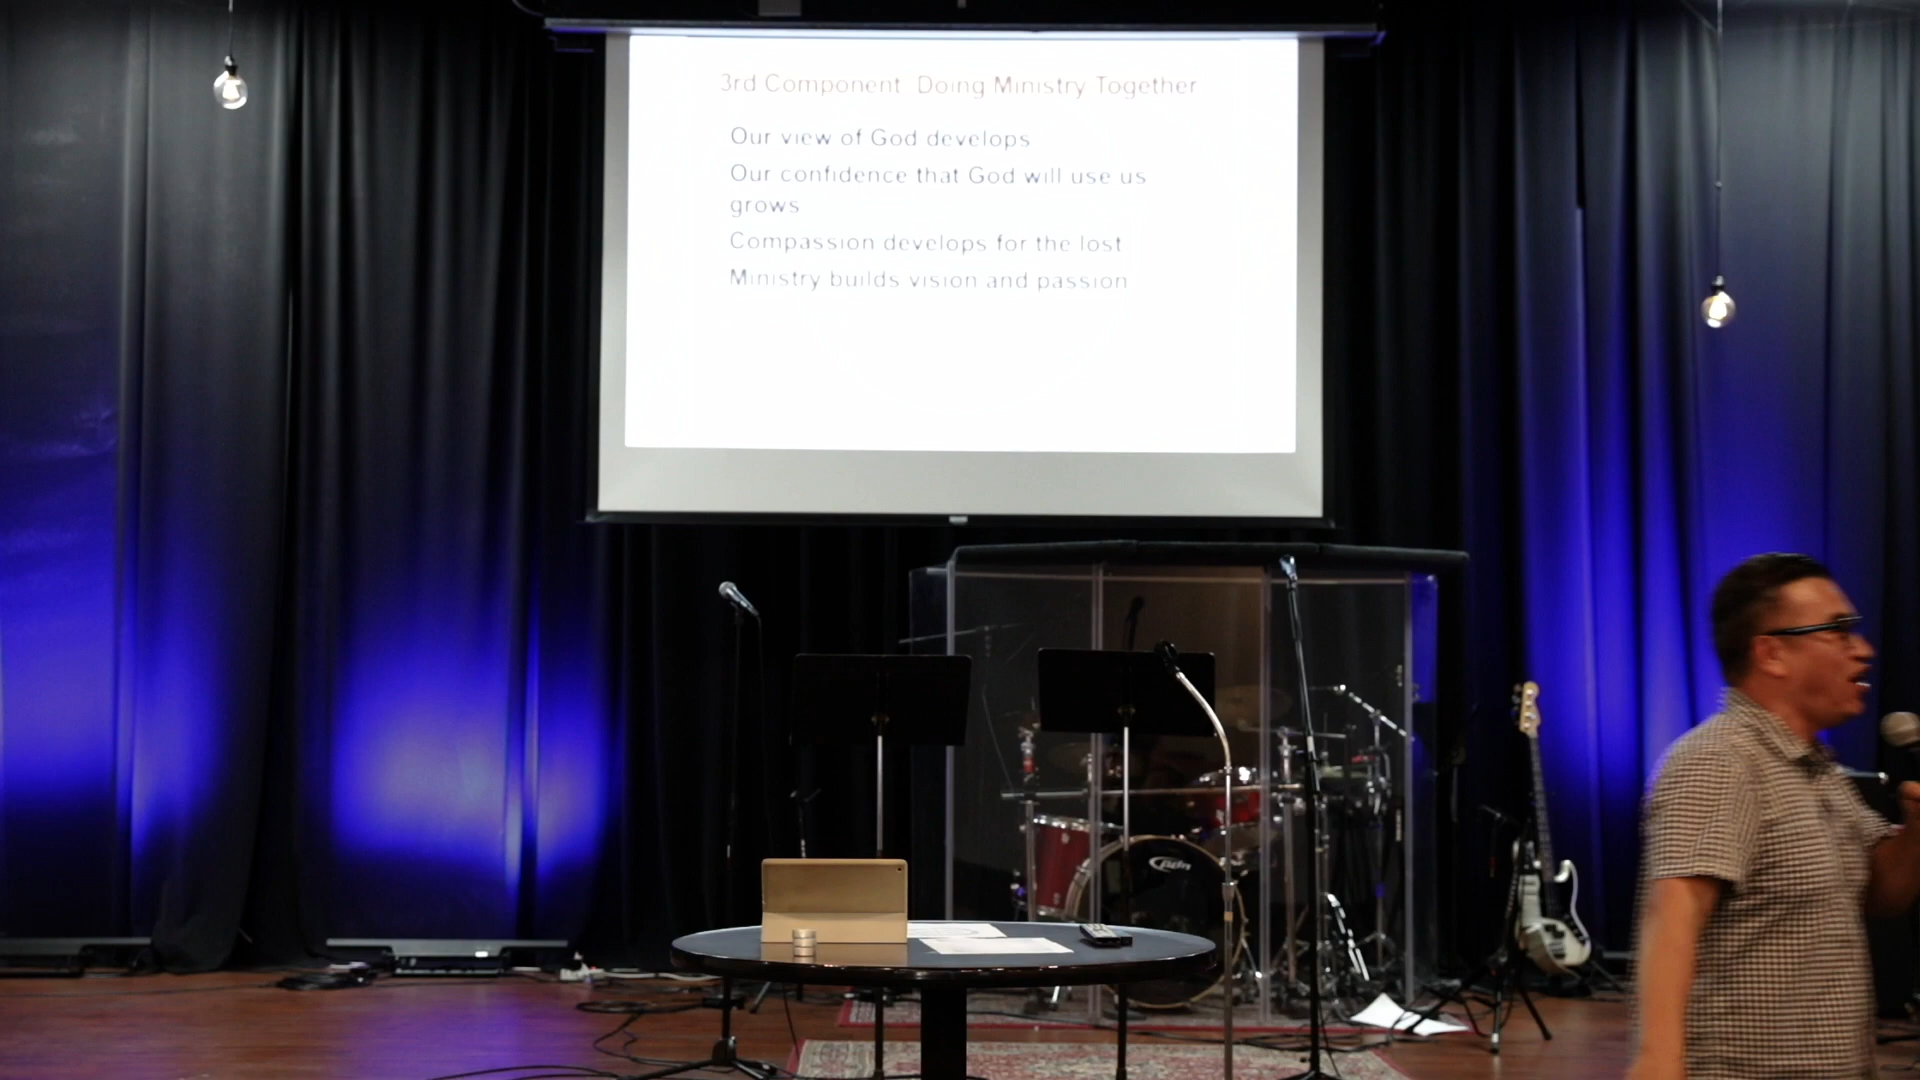 3rd Component Doing Ministry Together
Our view of God develops
Our confidence that God will use us
grows
Compassion develops for the lost
Ministry builds vision and passion
pdp